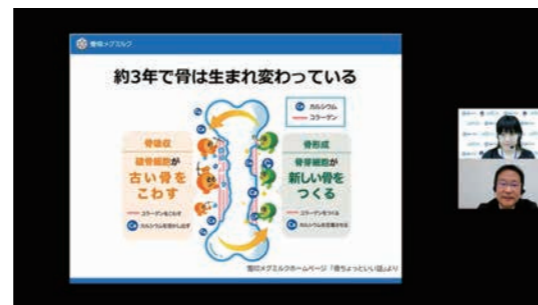 雪印メグミルク
約3年で骨は生まれ変わっている
Ca カルシウム
コラーゲン
骨吸収
破骨細胞が
古い骨を
こわす
コラーゲンをこわす
Ca カルシウムを溶かし出す
骨形成
骨芽細胞が
新しい骨を
つくる
コラーゲンをつくる
Ca カルシウムを定着させる
雪印メグミルクホームページ「骨ちょっといい話」より